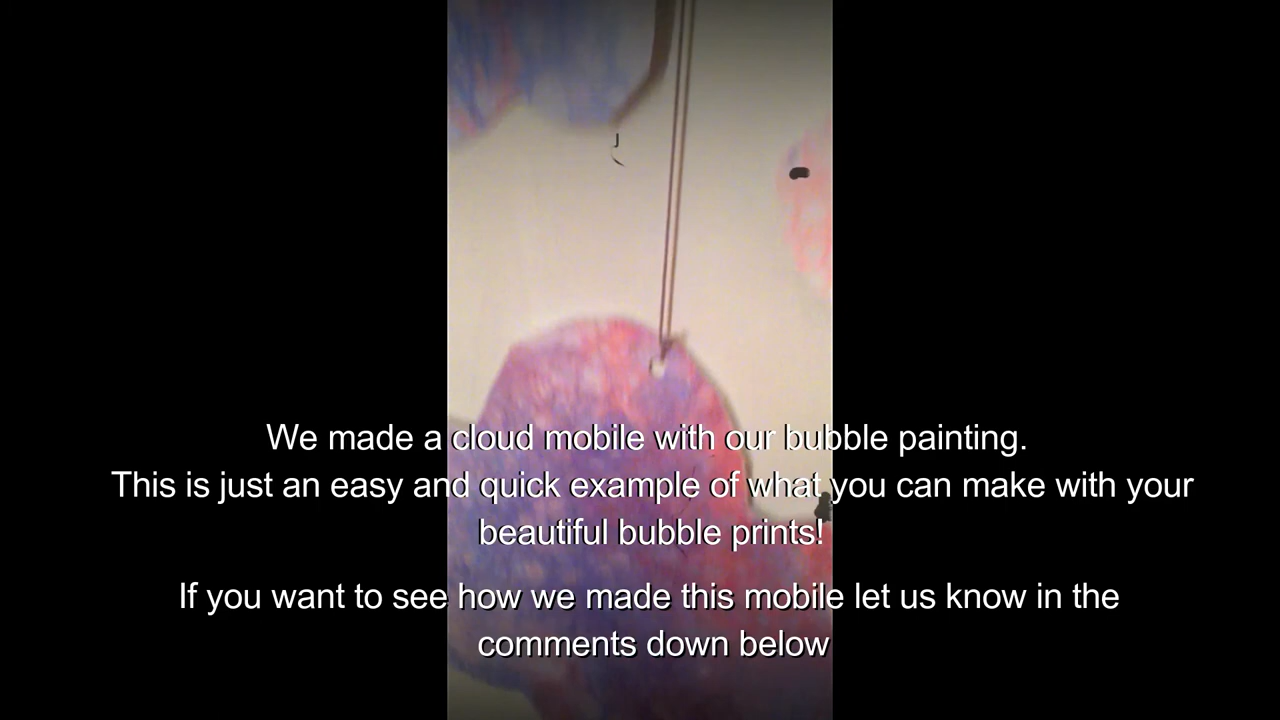 We made a cloud mobile with our bubble painting.
This is just an easy and quick example of what you can make with your
beautiful bubble prints!
If you want to see how we made this mobile let us know in the
comments down below